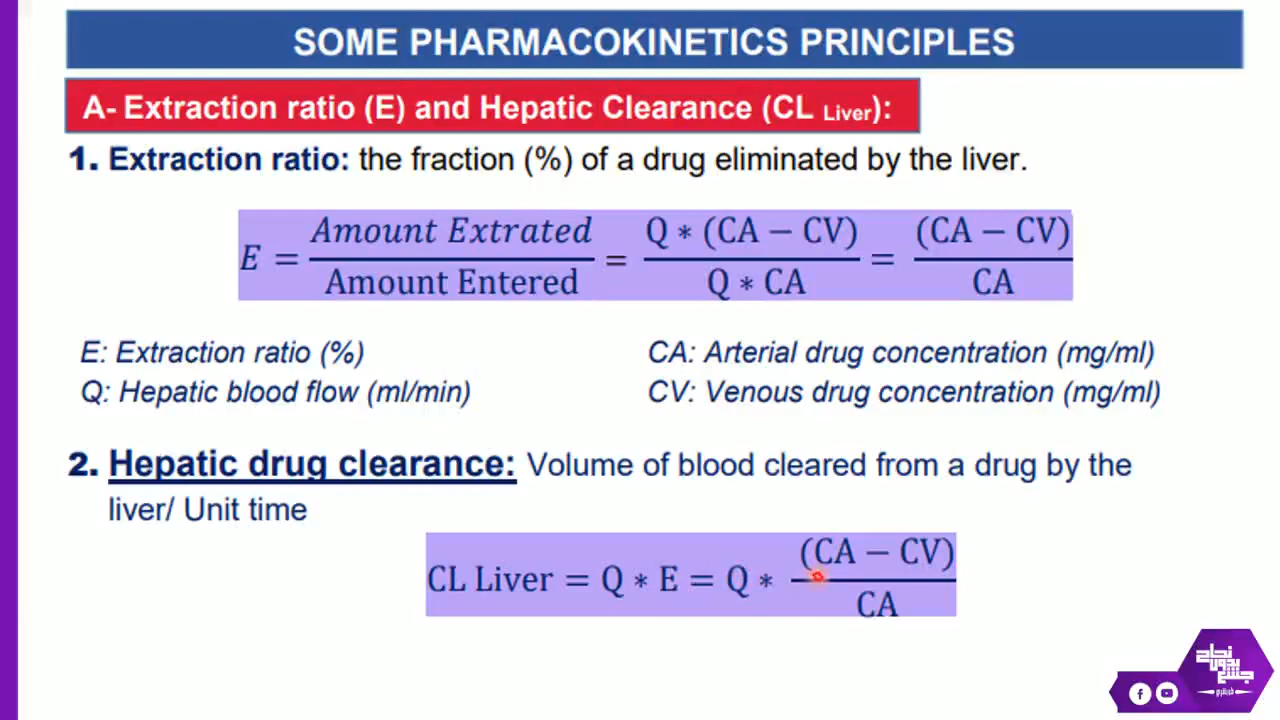 SOME PHARMACOKINETICS PRINCIPLES
A- Extraction ratio (E) and Hepatic Clearance (CL Liver):
1. Extraction ratio: the fraction (%) of a drug eliminated by the liver.
E = Amount Extrated / Amount Entered = Q * (CA − CV) / Q * CA = (CA − CV) / CA
E: Extraction ratio (%)
CA: Arterial drug concentration (mg/ml)
Q: Hepatic blood flow (ml/min)
CV: Venous drug concentration (mg/ml)
2. Hepatic drug clearance: Volume of blood cleared from a drug by the
liver/ Unit time
CL Liver = Q * E = Q * (CA − CV) / CA
نجاح
بدون